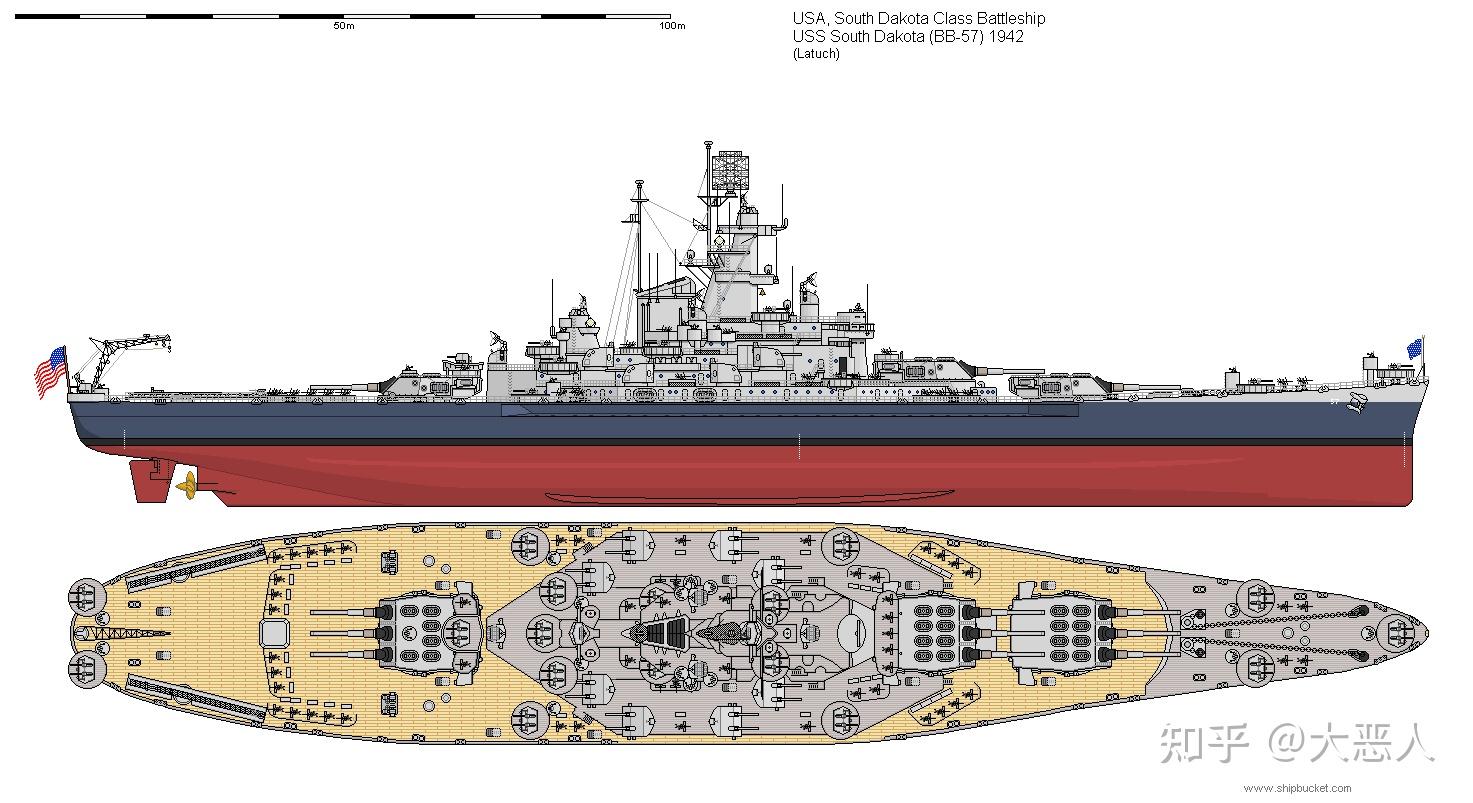 50m
100m
USA, South Dakota Class Battleship
USS South Dakota (BB-57) 1942
(Latuch)
57
知乎 @大恶人
www.shipbucket.com